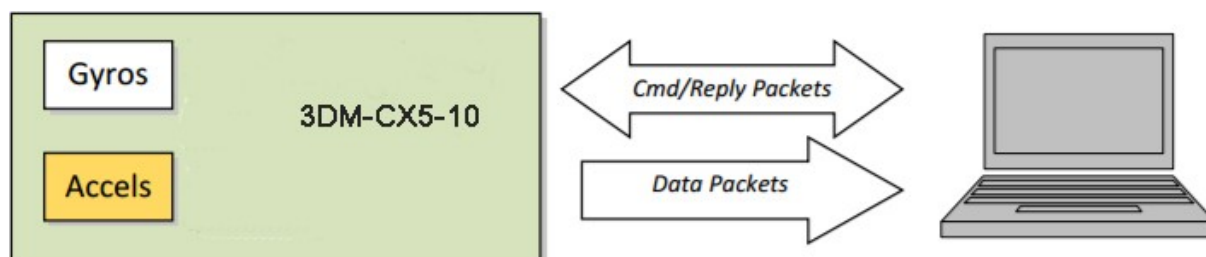 Gyros
3DM-CX5-10
Accels
Cmd/Reply Packets
Data Packets